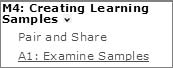 M4: Creating Learning
Samples
Pair and Share
A1: Examine Samples